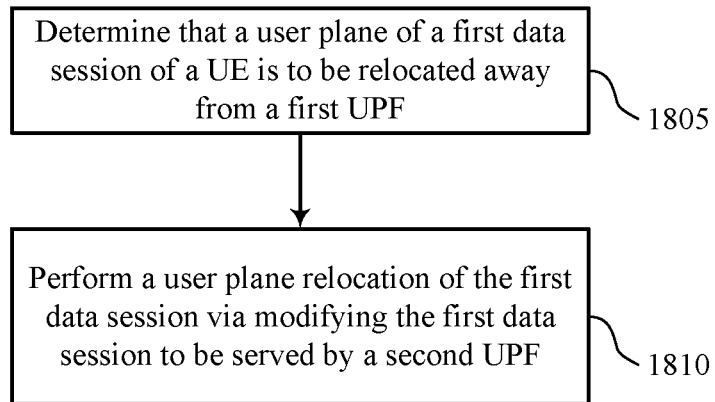 Determine that a user plane of a first data
session of a UE is to be relocated away
from a first UPF
1805
Perform a user plane relocation of the first
data session via modifying the first data
session to be served by a second UPF
1810